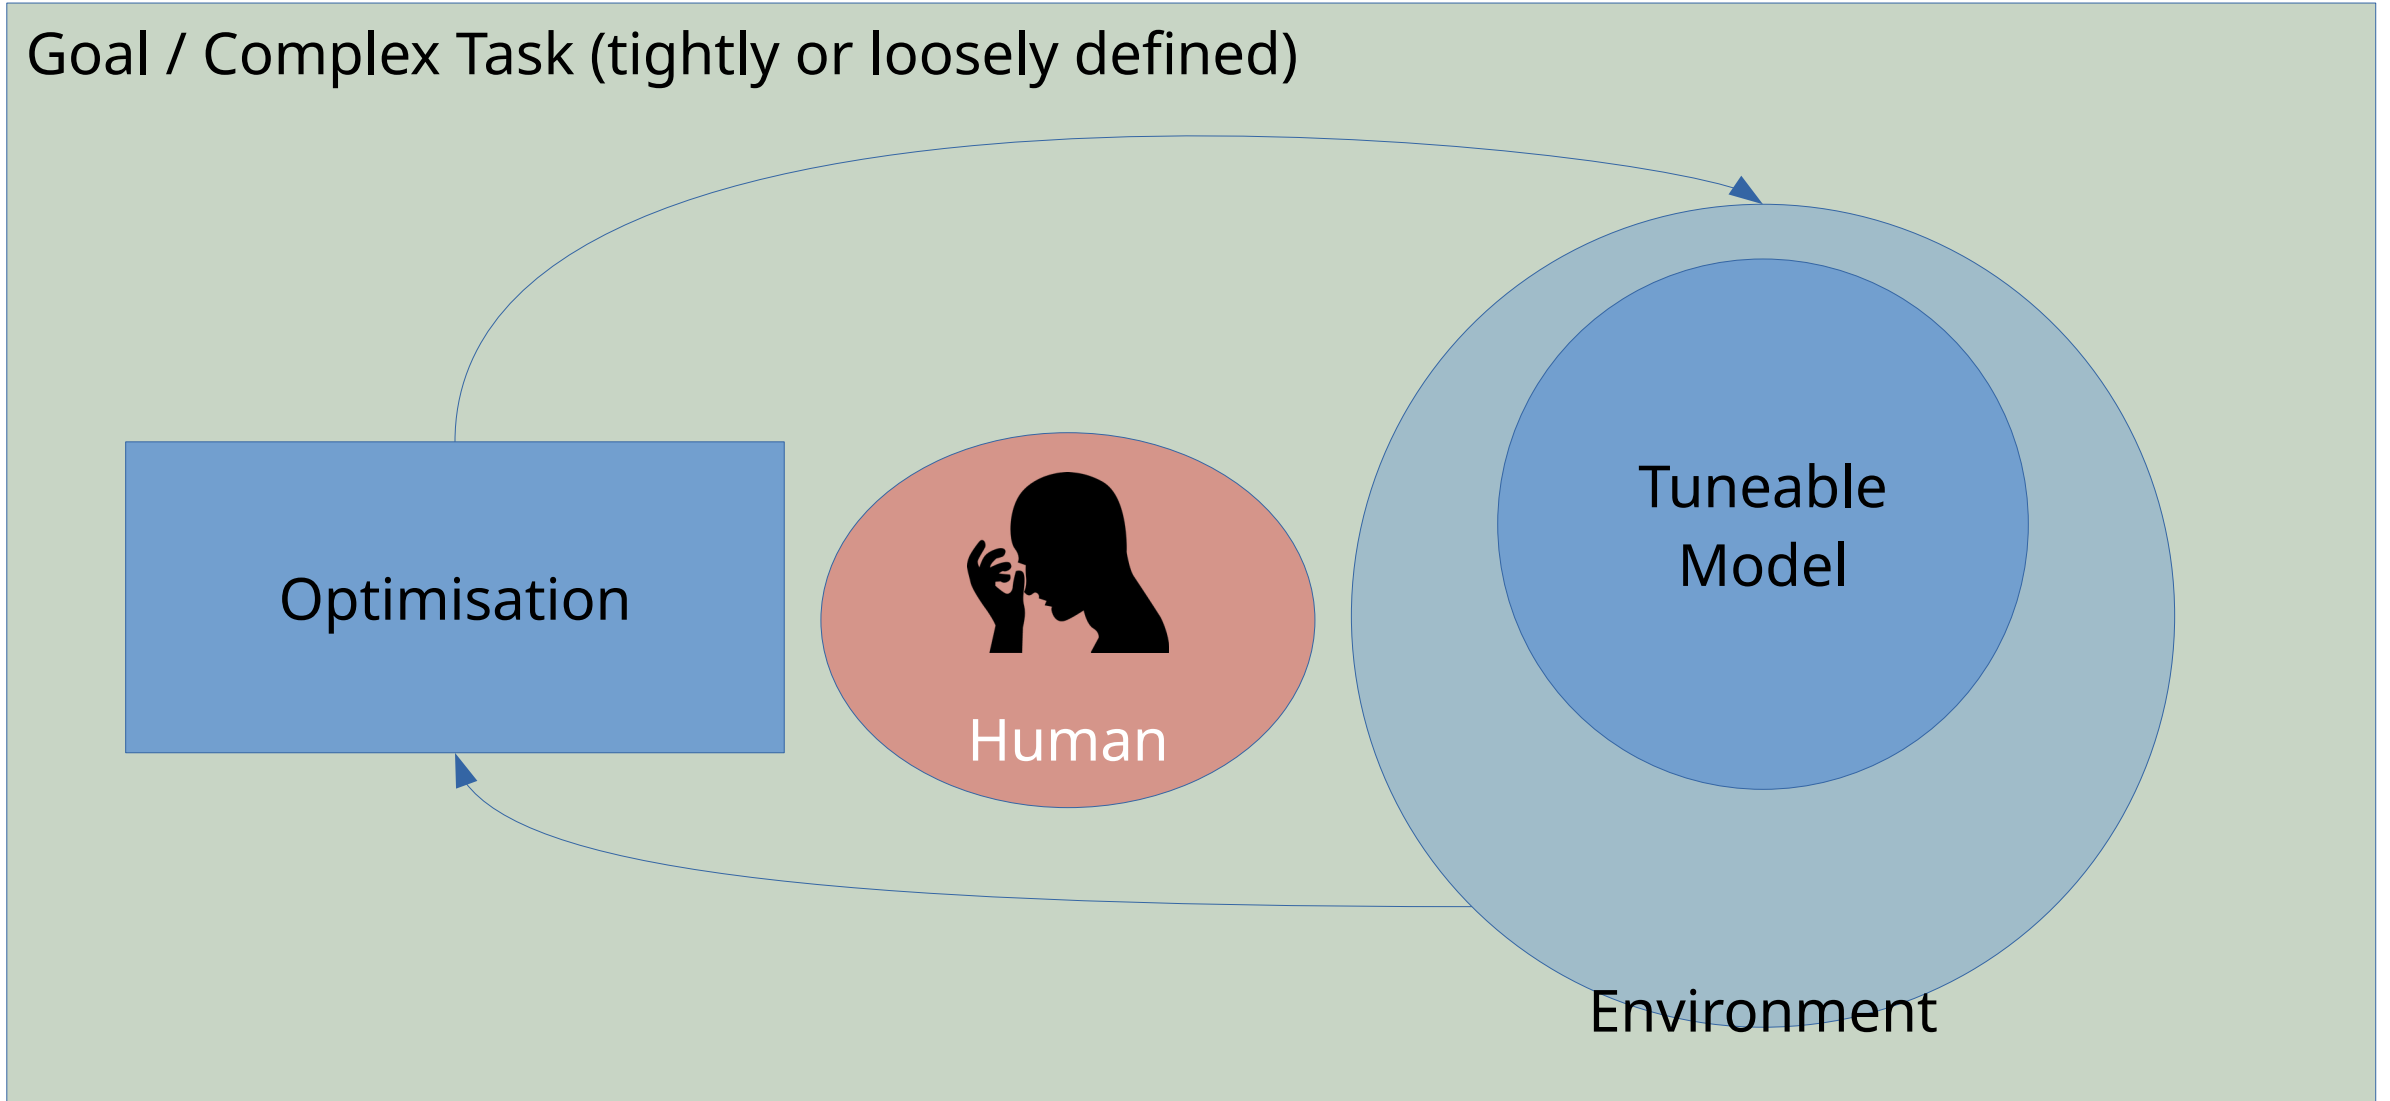 Goal / Complex Task (tightly or loosely defined)
Tuneable
Model
Optimisation
Human
Environment